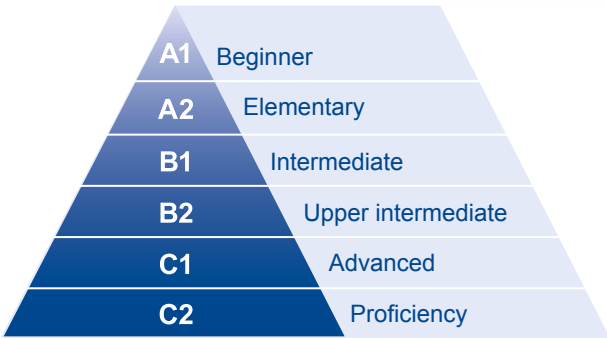 A1 Beginner
A2 Elementary
B1 Intermediate
B2 Upper intermediate
C1 Advanced
C2 Proficiency